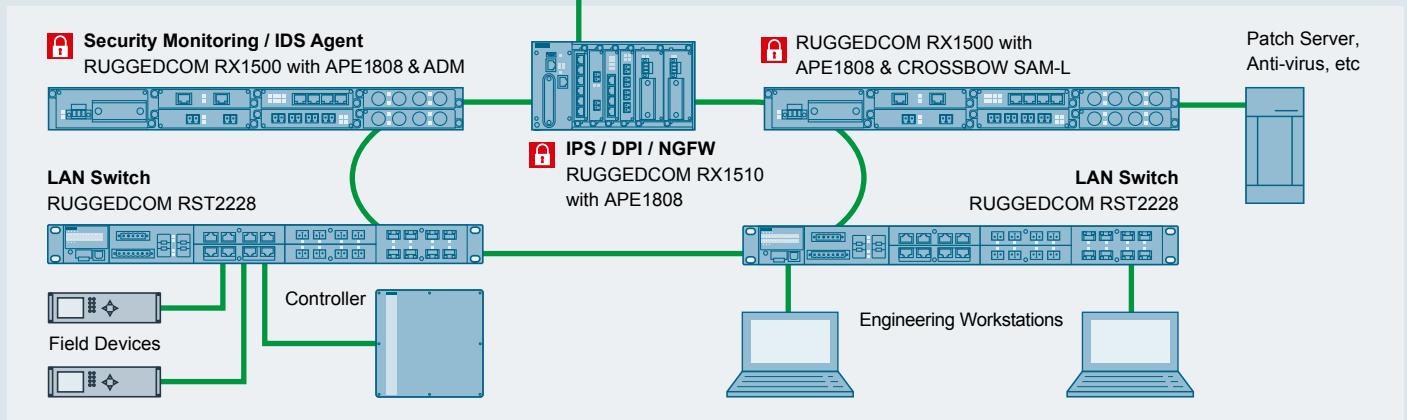 Security Monitoring / IDS Agent
RUGGEDCOM RX1500 with APE1808 & ADM
RUGGEDCOM RX1500 with
APE1808 & CROSSBOW SAM-L
Patch Server,
Anti-virus, etc
IPS / DPI / NGFW
RUGGEDCOM RX1510
with APE1808
LAN Switch
RUGGEDCOM RST2228
LAN Switch
RUGGEDCOM RST2228
Controller
Field Devices
Engineering Workstations